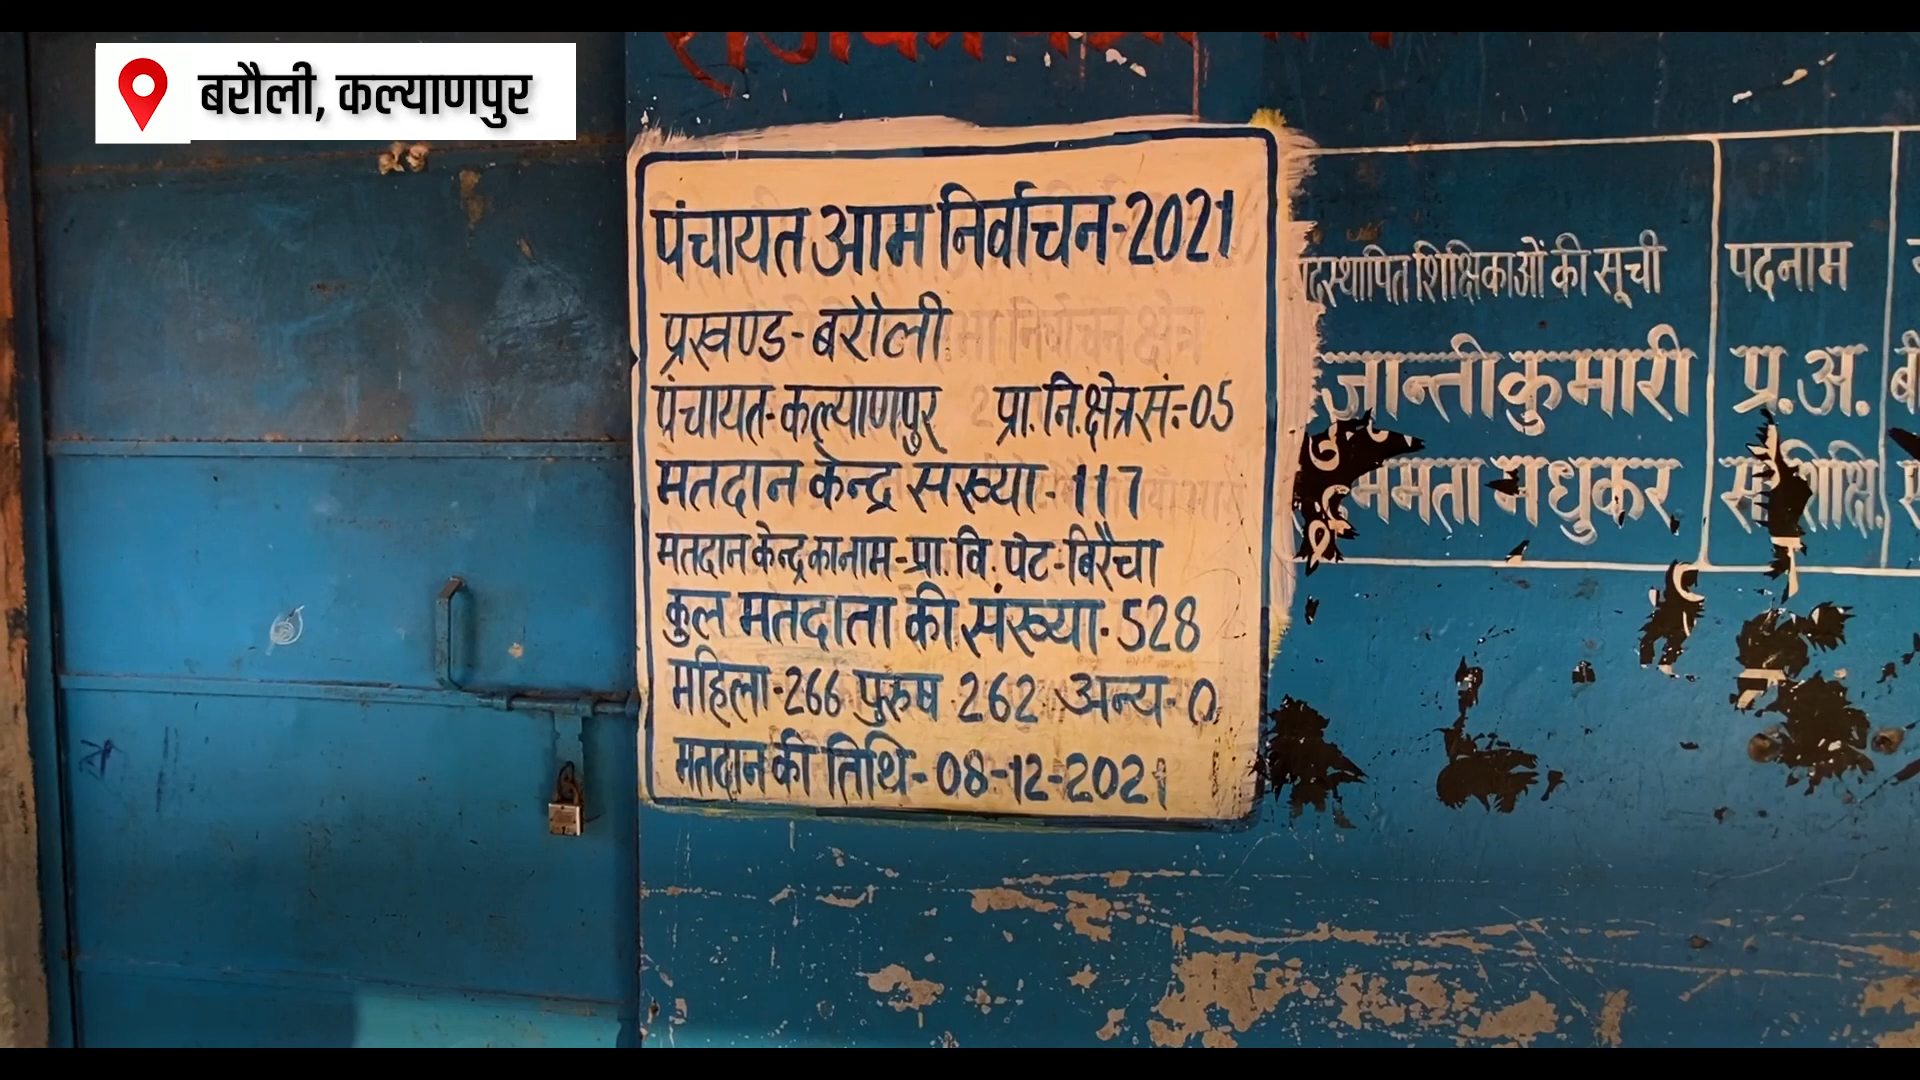 बरौली, कल्याणपुर
पंचायत आम निर्वाचन-2021
प्रखण्ड-बरौली
पंचायत-कल्याणपुर प्रा.नि.क्षेत्र सं:-05
मतदान केन्द्र सख्या-117
मतदान केन्द्र का नाम-प्रा.वि.पेट-बिरैचा
कुल मतदाता की संख्या-528
महिला-266 पुरुष-262 अन्य-0
मतदान की तिथि-08-12-2021
पदस्थापित शिक्षिकाओं की सूची पदनाम
कुमारी प्र.अ.
ममता मधुकर